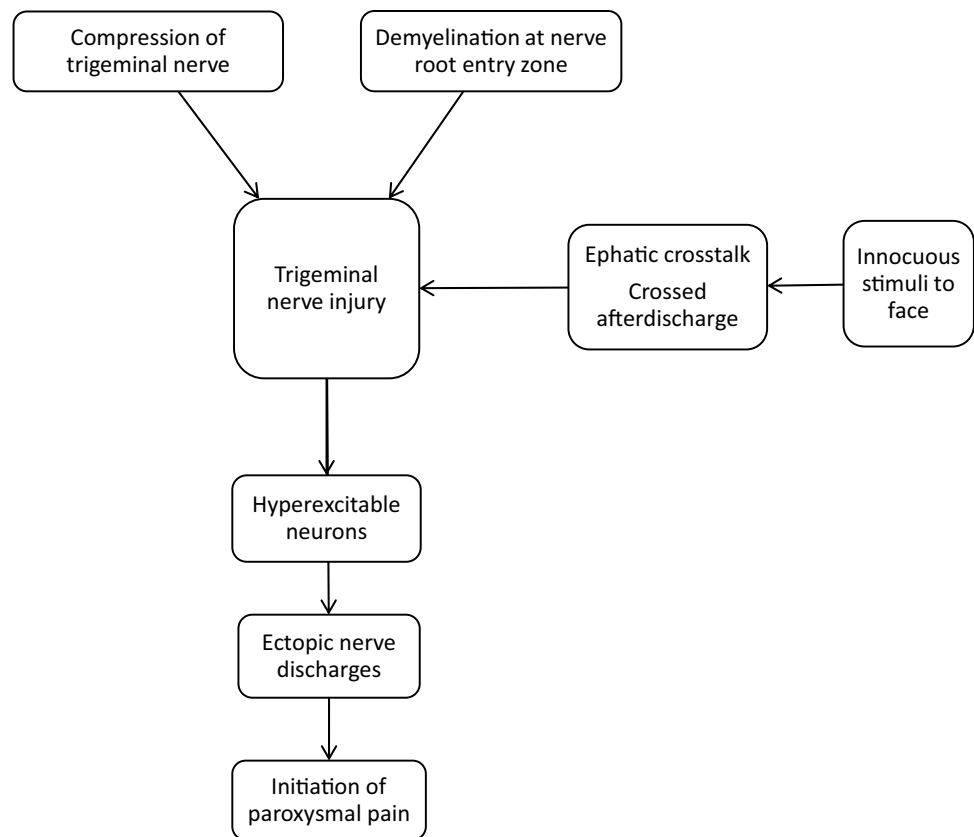 Compression of
trigeminal nerve
Demyelination at nerve
root entry zone
Trigeminal
nerve injury
Ephatic crosstalk
Crossed
afterdischarge
Innocuous
stimuli to
face
Hyperexcitable
neurons
Ectopic nerve
discharges
Initiation of
paroxysmal pain